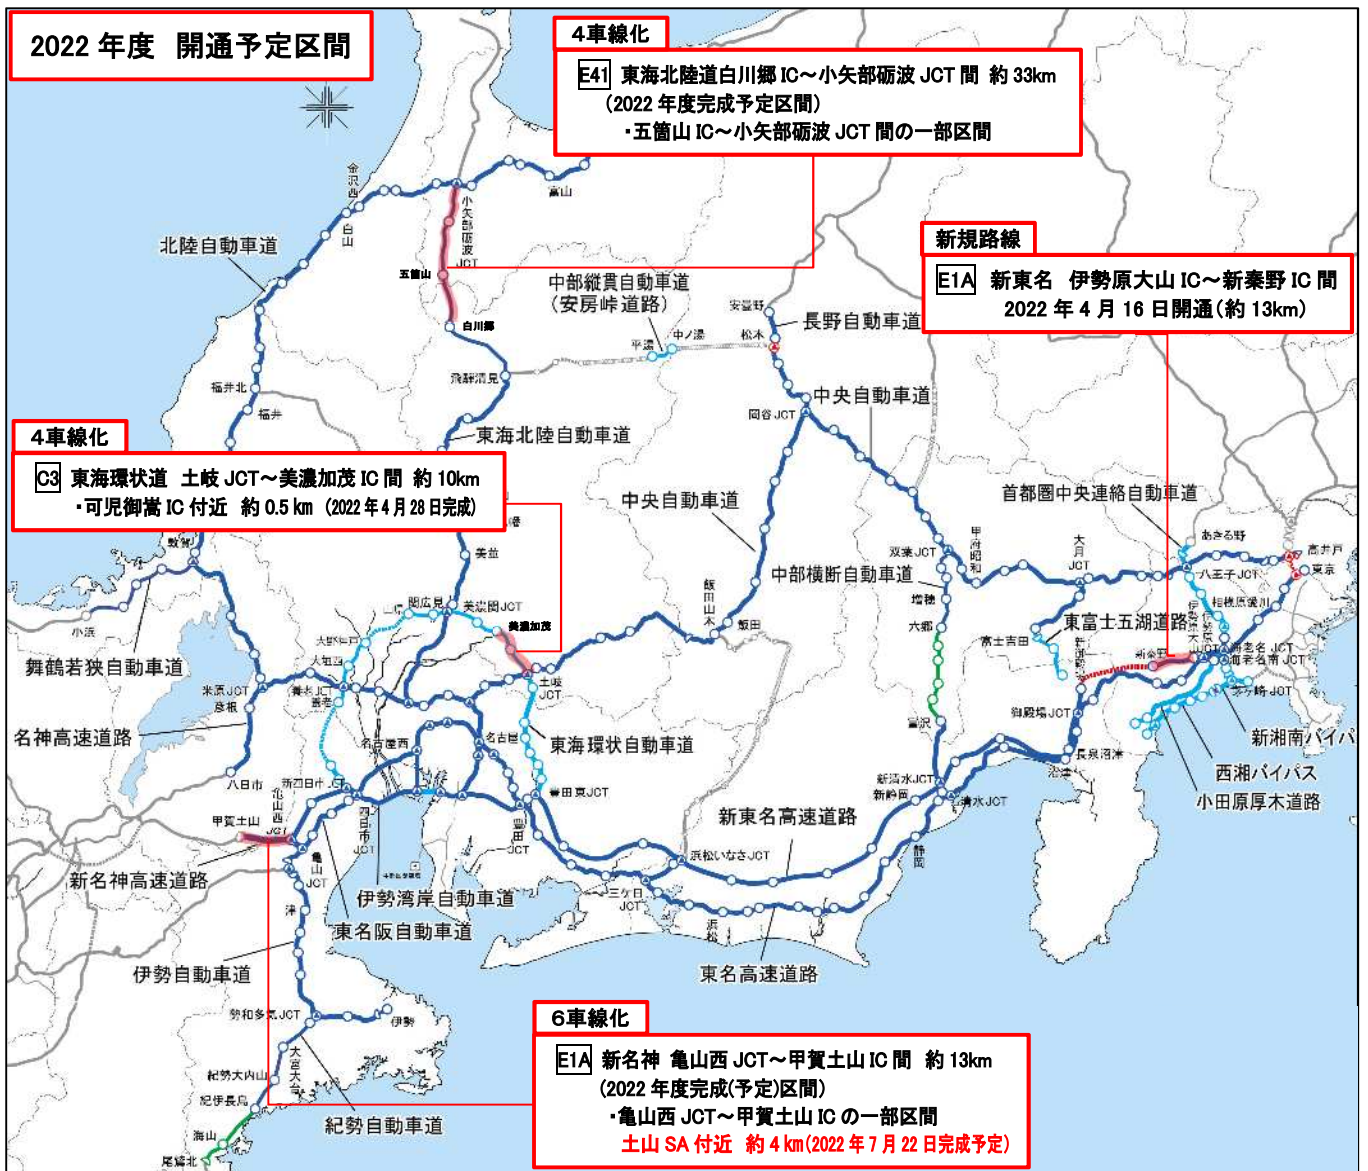 2022 年度 開通予定区間
4車線化
E41 東海北陸道白川郷 IC～小矢部砺波 JCT 間 約 33km
(2022 年度完成予定区間)
・五箇山 IC～小矢部砺波 JCT 間の一部区間
新規路線
E1A 新東名 伊勢原大山 IC～新秦野 IC 間
2022 年 4 月 16 日開通(約 13km)
4車線化
C3 東海環状道 土岐 JCT～美濃加茂 IC 間 約 10km
・可児御嵩 IC 付近 約 0.5 km (2022 年 4 月 28 日完成)
6車線化
E1A 新名神 亀山西 JCT～甲賀土山 IC 間 約 13km
(2022 年度完成(予定)区間)
・亀山西 JCT～甲賀土山 IC の一部区間
土山 SA 付近 約 4 km(2022 年 7 月 22 日完成予定)
金沢西
白山
富山
小矢部砺波JCT
北陸自動車道
五箇山
白川郷
中部縦貫自動車道
(安房峠道路)
平湯
中ノ湯
安曇野
松本
長野自動車道
飛騨清見
福井北
福井
岡谷JCT
中央自動車道
東海北陸自動車道
中央自動車道
首都圏中央連絡自動車道
あきる野
高井戸
東京
八王子JCT
相模原愛川
大月JCT
甲府昭和
双葉JCT
中部横断自動車道
増穂
六郷
敦賀
美並
小浜
舞鶴若狭自動車道
関広見
美濃関JCT
美濃加茂
大野神戸
大垣西
養老JCT
養老
飯田山本
飯田
東富士五湖道路
富士吉田
新御殿場
新秦野
伊勢原大山
伊勢原JCT
海老名JCT
海老名南JCT
茅ヶ崎JCT
土岐JCT
米原JCT
彦根
名神高速道路
東海環状自動車道
御殿場JCT
富沢
長泉沼津
沼津
新湘南バイパ
西湘バイパス
小田原厚木道路
名古屋西
名古屋
八日市
新四日市JCT
豊田東JCT
新清水JCT
新静岡
清水JCT
甲賀土山
亀山西JCT
四日市JCT
豊田JCT
新東名高速道路
静岡
新名神高速道路
亀山JCT
浜松いなさJCT
三ケ日JCT
伊勢湾岸自動車道
津
東名阪自動車道
浜松
東名高速道路
伊勢自動車道
勢和多気JCT
伊勢
大宮大台
紀勢大内山
紀伊長島
紀勢自動車道
海山
尾鷲北